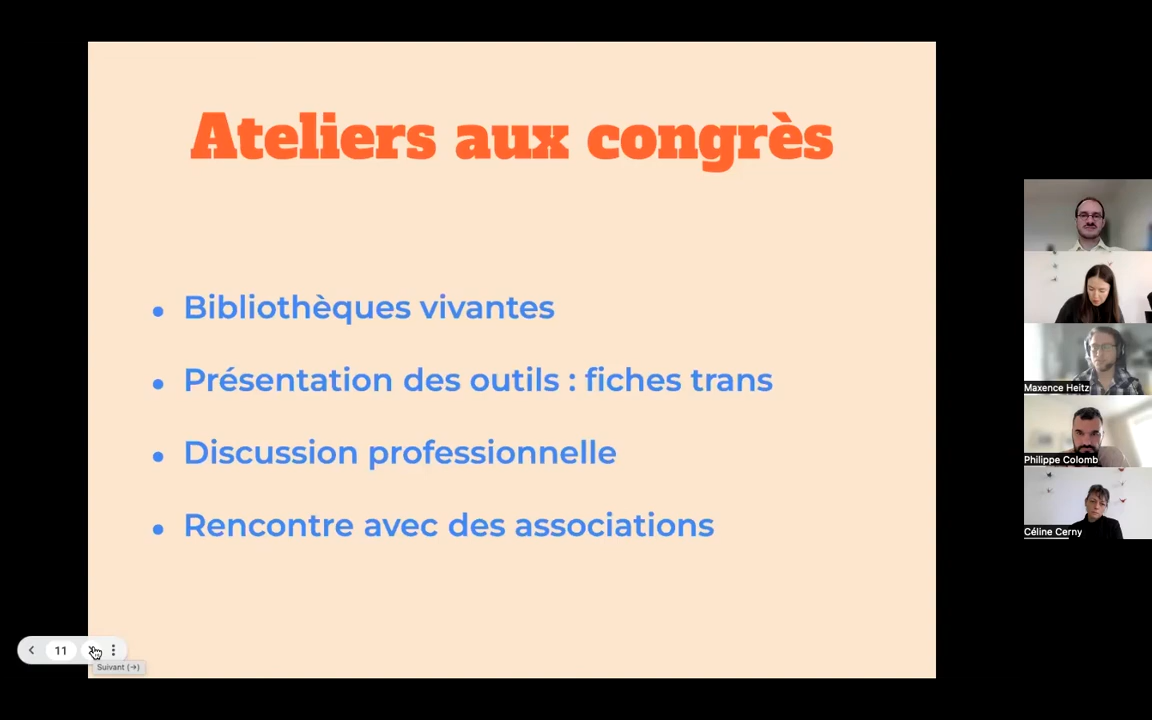 Ateliers aux congrès
• Bibliothèques vivantes
• Présentation des outils : fiches trans
• Discussion professionnelle
• Rencontre avec des associations
Maxence Heitz
Philippe Colomb
Céline Cerny
11
Suivant (→)